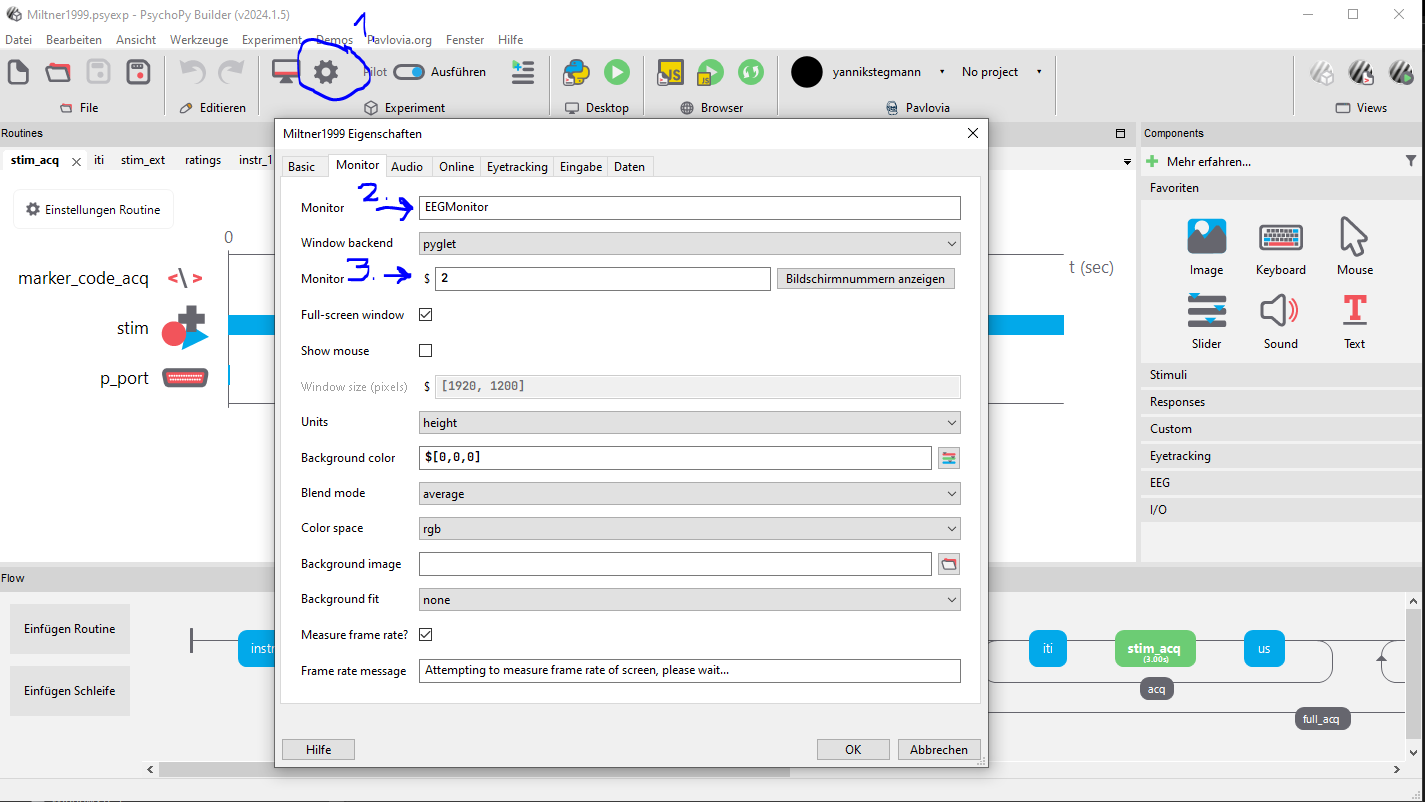 Miltner1999.psyexp - PsychoPy Builder (v2024.1.5)
Datei Bearbeiten Ansicht Werkzeuge Experiment Demos Pavlovia.org Fenster Hilfe
1.
Pilot Ausführen
JS
JS
yannikstegmann
No project
File
Editieren
Experiment
Desktop
Browser
Pavlovia
Views
Routines
stim_acq iti stim_ext ratings instr_1
Einstellungen Routine
0
t (sec)
marker_code_acq
stim
p_port
Miltner1999 Eigenschaften
Basic Monitor Audio Online Eyetracking Eingabe Daten
2.
Monitor EEGMonitor
Window backend pyglet
Monitor 3. $ 2 Bildschirmnummern anzeigen
Full-screen window
Show mouse
Window size (pixels) $ [1920, 1200]
Units height
Background color $[0,0,0]
Blend mode average
Color space rgb
Background image
Background fit none
Measure frame rate?
Frame rate message Attempting to measure frame rate of screen, please wait...
Hilfe OK Abbrechen
Components
Mehr erfahren...
Favoriten
Image Keyboard Mouse
T
Slider Sound Text
Stimuli
Responses
Custom
Eyetracking
EEG
I/O
Flow
Einfügen Routine
Einfügen Schleife
instr
iti
stim_acq
(3.00s)
us
acq
full_acq